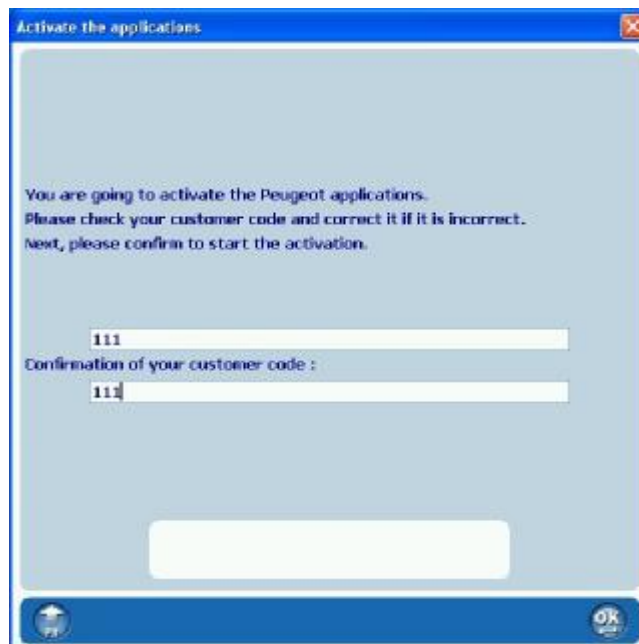 Activate the applications
You are going to activate the Peugeot applications.
Please check your customer code and correct it if it is incorrect.
Next, please confirm to start the activation.
111
Confirmation of your customer code :
111
OK